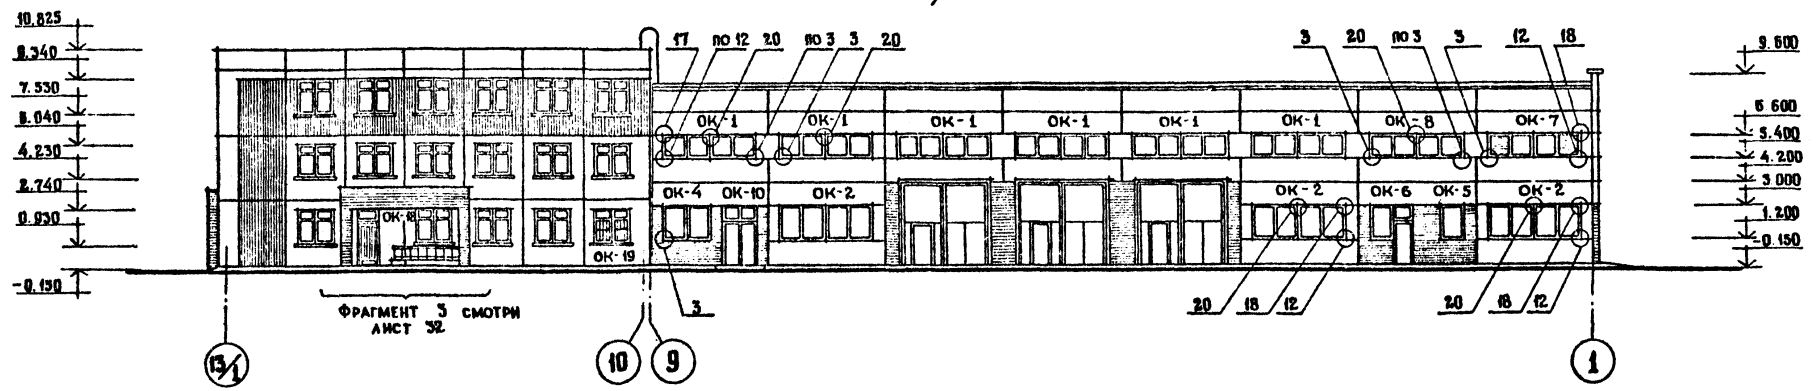 10.825
9.340
7.530
6.040
4.230
2.740
0.930
-0.150
17 по 12 20 по 3 3 20 3 20 по 3 3 12 18
9.600
6.600
5.400
4.200
3.000
1.200
-0.150
ОК-1 ОК-1 ОК-1 ОК-1 ОК-1 ОК-1 ОК-8 ОК-7
ОК-4 ОК-10 ОК-2 ОК-2 ОК-6 ОК-5 ОК-2
ОК-18
ОК-19
3 20 18 12 20 18 12
ФРАГМЕНТ 3 СМОТРИ
ЛИСТ 32
13/1 10 9 1